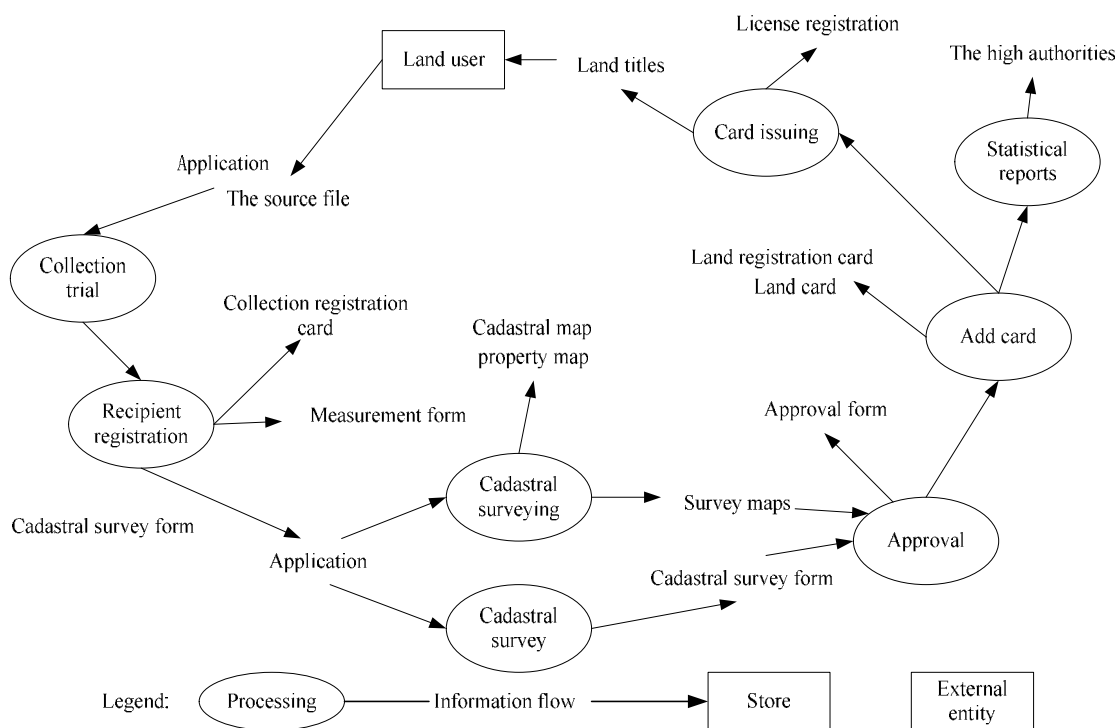 License registration
Land user
Land titles
The high authorities
Card issuing
Statistical
reports
Application
The source file
Collection
trial
Land registration card
Land card
Collection registration
card
Cadastral map
property map
Add card
Recipient
registration
Measurement form
Approval form
Cadastral
surveying
Survey maps
Cadastral survey form
Application
Approval
Cadastral survey form
Cadastral
survey
Legend:
Processing
Information flow
Store
External
entity